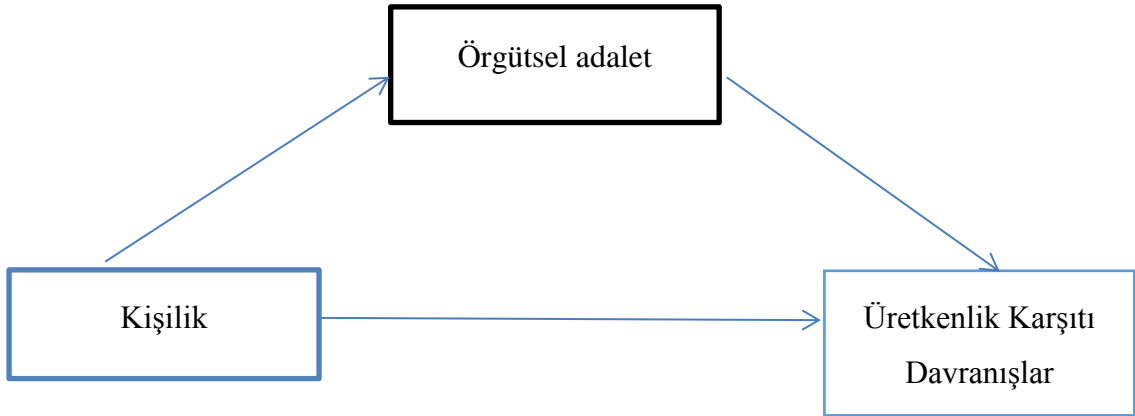 Örgütsel adalet
Kişilik
Üretkenlik Karşıtı
Davranışlar